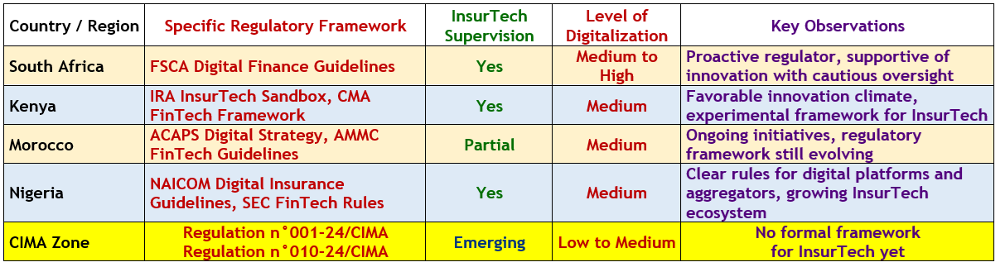 Country / Region
Specific Regulatory Framework
InsurTech
Supervision
Level of
Digitalization
Key Observations
South Africa
FSCA Digital Finance Guidelines
Yes
Medium to
High
Proactive regulator, supportive of
innovation with cautious oversight
Kenya
IRA InsurTech Sandbox, CMA
FinTech Framework
Yes
Medium
Favorable innovation climate,
experimental framework for InsurTech
Morocco
ACAPS Digital Strategy, AMMC
FinTech Guidelines
Partial
Medium
Ongoing initiatives, regulatory
framework still evolving
Nigeria
NAICOM Digital Insurance
Guidelines, SEC FinTech Rules
Yes
Medium
Clear rules for digital platforms and
aggregators, growing InsurTech
ecosystem
CIMA Zone
Regulation n°001-24/CIMA
Regulation n°010-24/CIMA
Emerging
Low to Medium
No formal framework
for InsurTech yet